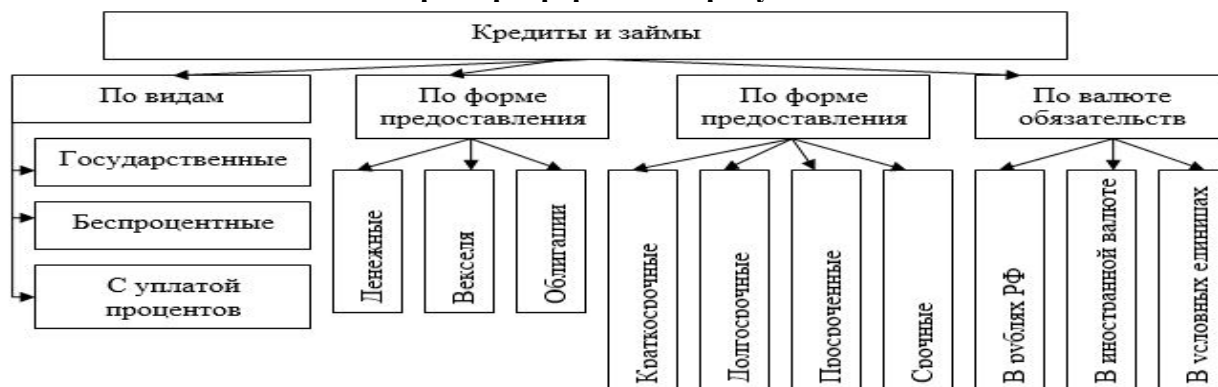 Кредиты и займы
По видам
Государственные
Беспроцентные
С уплатой
процентов
По форме
предоставления
Денежные
Векселя
Облигации
По форме
предоставления
Краткосрочные
Долгосрочные
Просроченные
Срочные
По валюте
обязательств
В рублях РФ
В иностранной валюте
В условных единицах